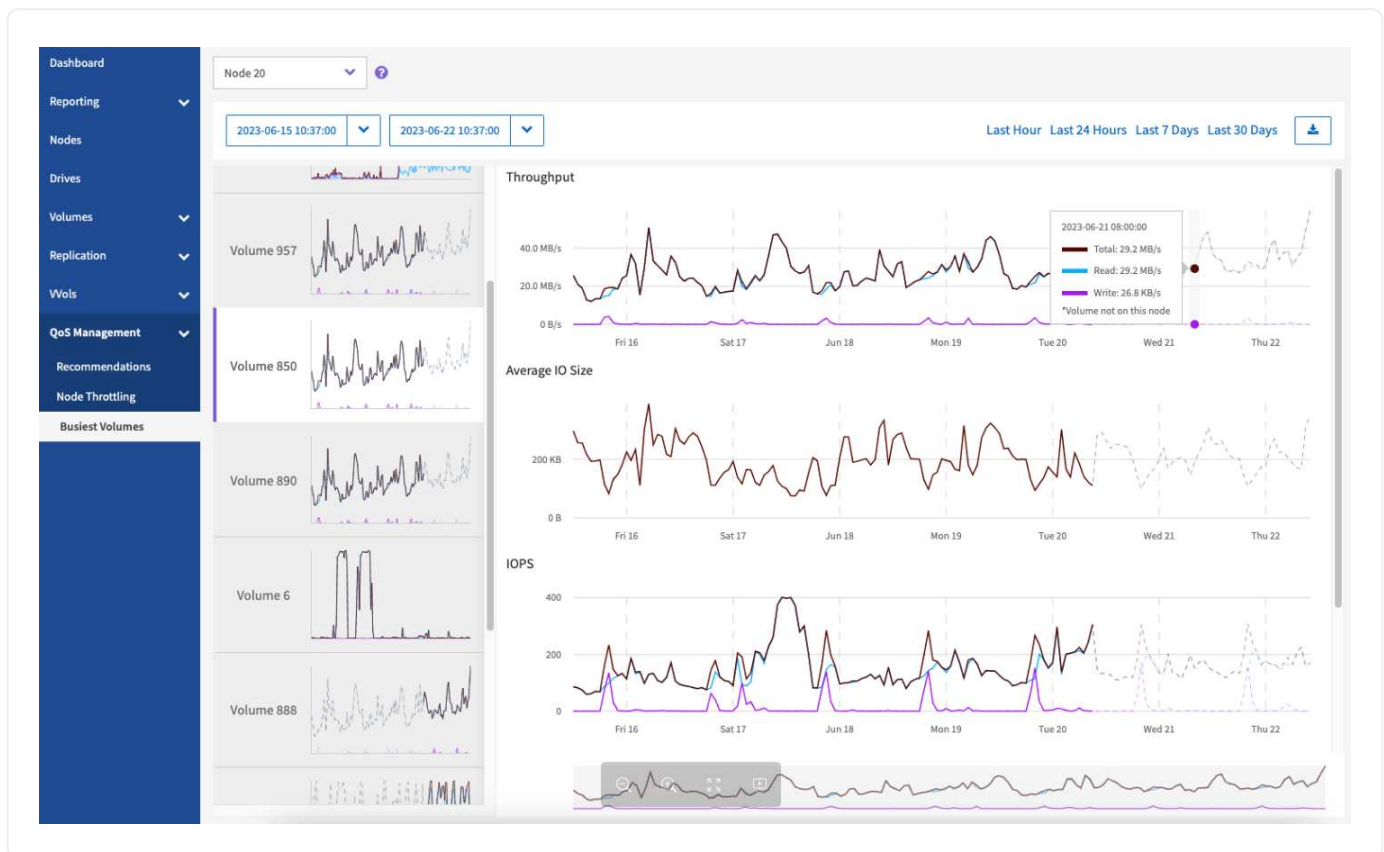 Dashboard
Reporting
Nodes
Drives
Volumes
Replication
VVols
QoS Management
Recommendations
Node Throttling
Busiest Volumes
Node 20
?
2023-06-15 10:37:00
2023-06-22 10:37:00
Last Hour Last 24 Hours Last 7 Days Last 30 Days
Volume 957
Volume 850
Volume 890
Volume 6
Volume 888
Throughput
40.0 MB/s
20.0 MB/s
0 B/s
Fri 16 Sat 17 Jun 18 Mon 19 Tue 20 Wed 21 Thu 22
2023-06-21 08:00:00
Total: 29.2 MB/s
Read: 29.2 MB/s
Write: 26.8 KB/s
*Volume not on this node
Average IO Size
200 KB
0 B
Fri 16 Sat 17 Jun 18 Mon 19 Tue 20 Wed 21 Thu 22
IOPS
400
200
0
Fri 16 Sat 17 Jun 18 Mon 19 Tue 20 Wed 21 Thu 22